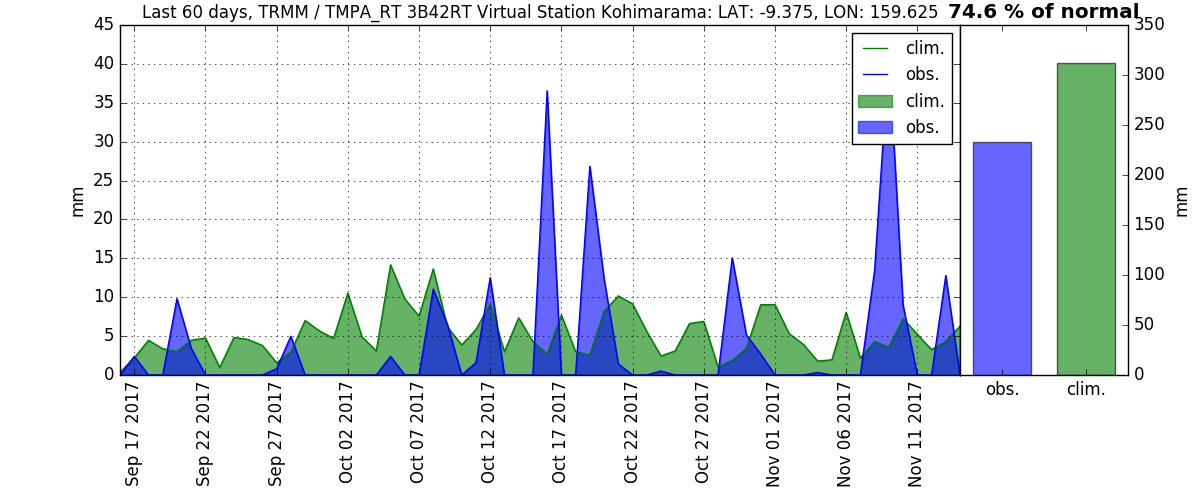 Last 60 days, TRMM / TMPA_RT 3B42RT Virtual Station Kohimarama: LAT: -9.375, LON: 159.625 74.6 % of normal
45
40
35
30
25
20
15
10
5
0
mm
clim.
obs.
clim.
obs.
350
300
250
200
150
100
50
0
mm
obs. clim.
Sep 17 2017
Sep 22 2017
Sep 27 2017
Oct 02 2017
Oct 07 2017
Oct 12 2017
Oct 17 2017
Oct 22 2017
Oct 27 2017
Nov 01 2017
Nov 06 2017
Nov 11 2017